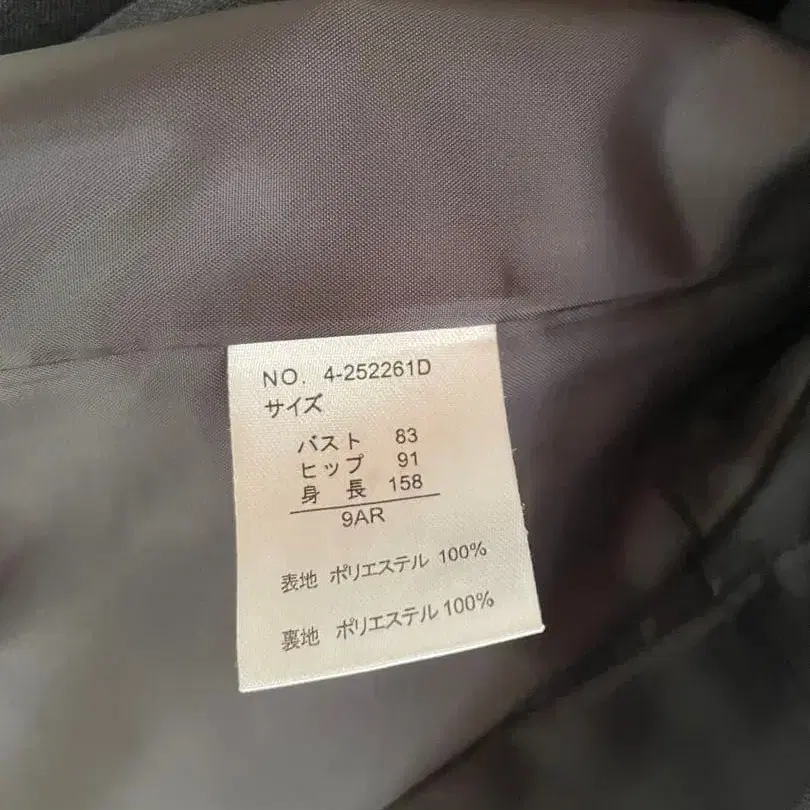 NO. 4-252261D
サイズ
バスト 83
ヒップ 91
身 長 158
9AR
表地 ポリエステル 100%
裏地 ポリエステル 100%